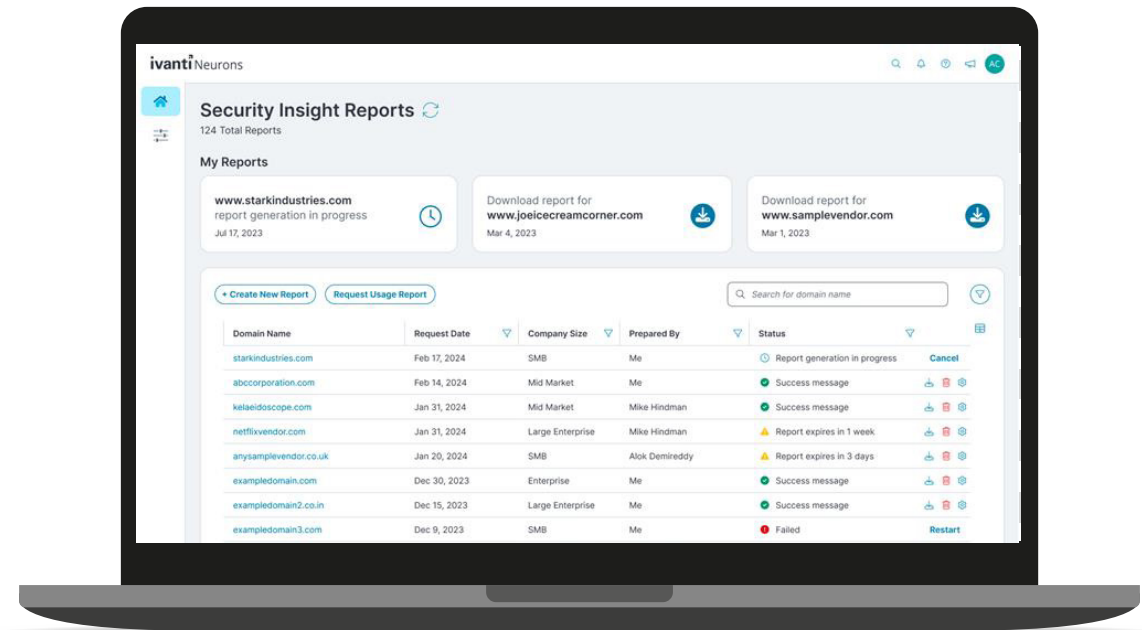 ivanti Neurons
AC
Security Insight Reports
124 Total Reports
My Reports
www.starkindustries.com
report generation in progress
Jul 17, 2023
Download report for
www.joeicecreamcorner.com
Mar 4, 2023
Download report for
www.samplevendor.com
Mar 1, 2023
+ Create New Report Request Usage Report Search for domain name
Domain Name Request Date Company Size Prepared By Status
starkindustries.com Feb 17, 2024 SMB Me Report generation in progress Cancel
abccorporation.com Feb 14, 2024 Mid Market Me Success message
kelaeidoscope.com Jan 31, 2024 Mid Market Mike Hindman Success message
netflixvendor.com Jan 31, 2024 Large Enterprise Mike Hindman Report expires in 1 week
anysamplevendor.co.uk Jan 20, 2024 SMB Alok Demireddy Report expires in 3 days
exampledomain.com Dec 30, 2023 Enterprise Me Success message
exampledomain2.co.in Dec 15, 2023 Large Enterprise Me Success message
exampledomain3.com Dec 9, 2023 SMB Me Failed Restart